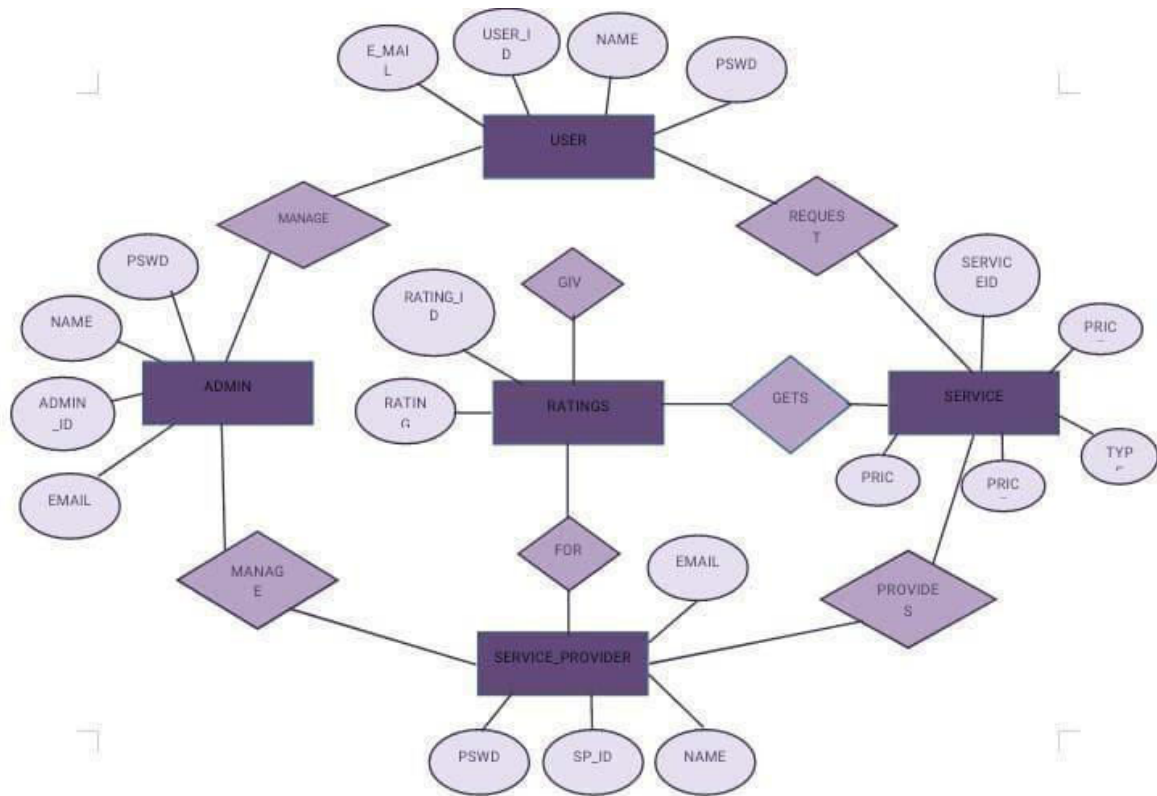 E_MAI
L
USER_I
D
NAME
PSWD
USER
MANAGE
REQUES
T
PSWD
GIV
SERVIC
EID
RATING_I
D
NAME
PRIC
ADMIN
RATINGS
GETS
SERVICE
ADMIN
_ID
RATIN
G
TYP
PRIC
PRIC
EMAIL
MANAG
E
FOR
EMAIL
PROVIDE
S
SERVICE_PROVIDER
PSWD
SP_ID
NAME